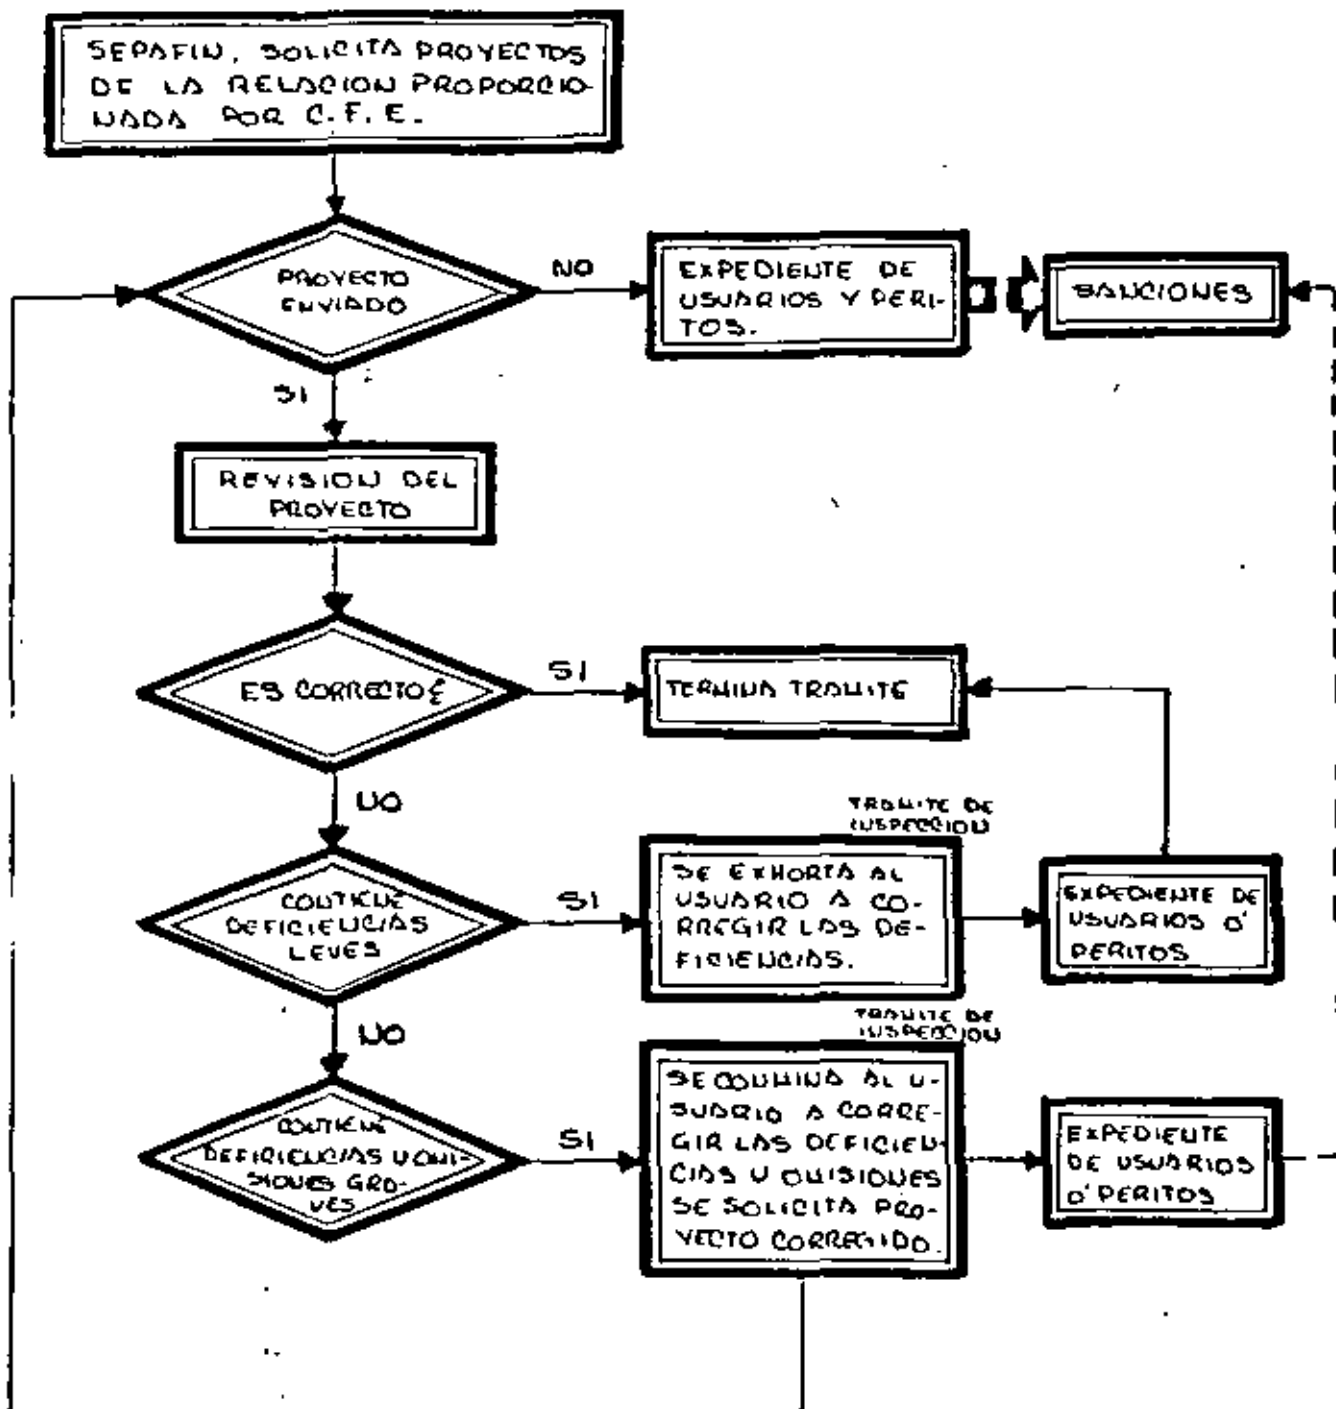 SEPAFIN, SOLICITA PROYECTOS
DE LA RELACION PROPORCIO-
NADA POR C.F.E.
PROYECTO
ENVIADO
NO
EXPEDIENTE DE
USUARIOS Y PERI-
TOS.
SANCIONES
SI
REVISION DEL
PROYECTO
ES CORRECTO?
SI
TERMINA TRAMITE
NO
CONTIENE
DEFICIENCIAS
LEVES
SI
TRAMITE DE
INSPECCION
SE EXHORTA AL
USUARIO A CO-
RREGIR LAS DE-
FICIENCIAS.
EXPEDIENTE DE
USUARIOS O'
PERITOS
NO
CONTIENE
DEFICIENCIAS U OMI-
SIONES GRA-
VES
SI
TRAMITE DE
INSPECCION
SE CONMINA AL U-
SUARIO A CORRE-
GIR LAS DEFICIEN-
CIAS U OMISIONES
SE SOLICITA PRO-
YECTO CORREGIDO.
EXPEDIENTE
DE USUARIOS
O' PERITOS